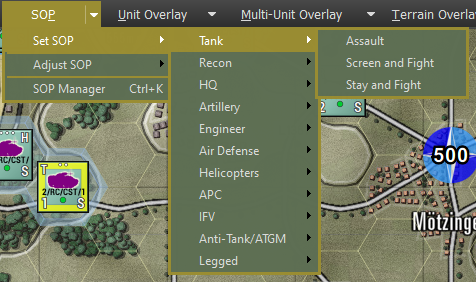 SOP Unit Overlay Multi-Unit Overlay Terrain Overla
Set SOP
Adjust SOP
SOP Manager Ctrl+K
Tank
Recon
HQ
Artillery
Engineer
Air Defense
Helicopters
APC
IFV
Anti-Tank/ATGM
Legged
Assault
Screen and Fight
Stay and Fight
2 S
H
RC/CST/
S
T
2/RC/CST/1
1 S
500
Mötzinge